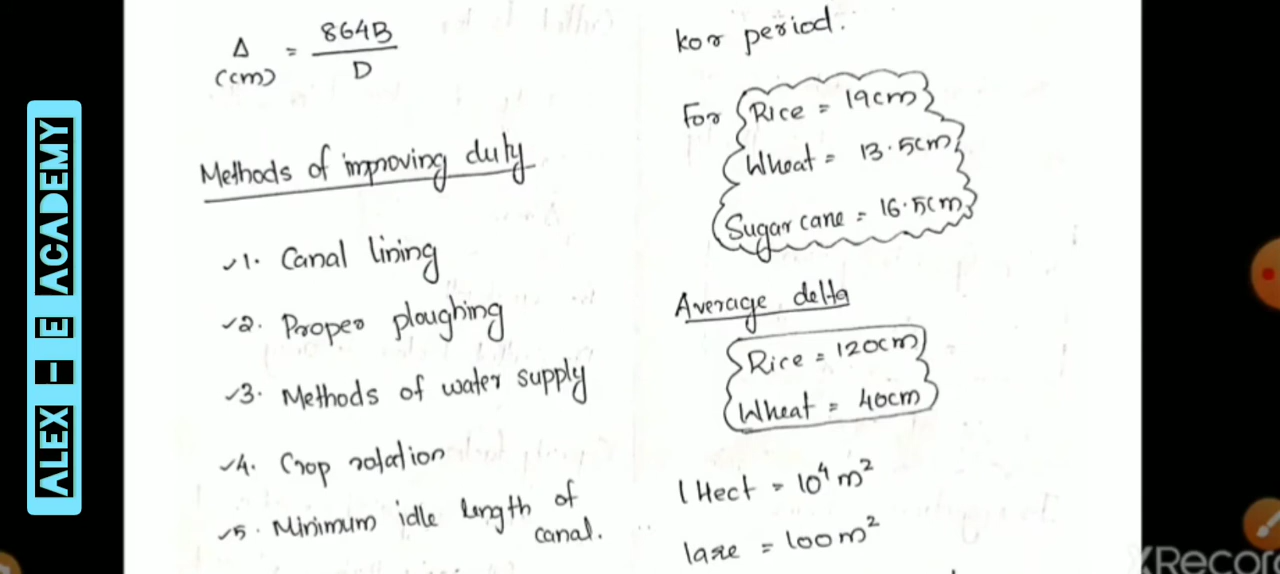 ALEX - E ACADEMY
Δ (cm) = 864B / D
Methods of improving duty
✓1. Canal lining
✓2. Proper ploughing
✓3. Methods of water supply
✓4. Crop rotation
✓5. Minimum idle length of
canal.
kor period.
For Rice = 19cm
Wheat = 13.5cm
Sugar cane = 16.5cm
Average delta
Rice = 120cm
Wheat = 40cm
1 Hect = 10⁴ m²
1are = 100m²
XRecor